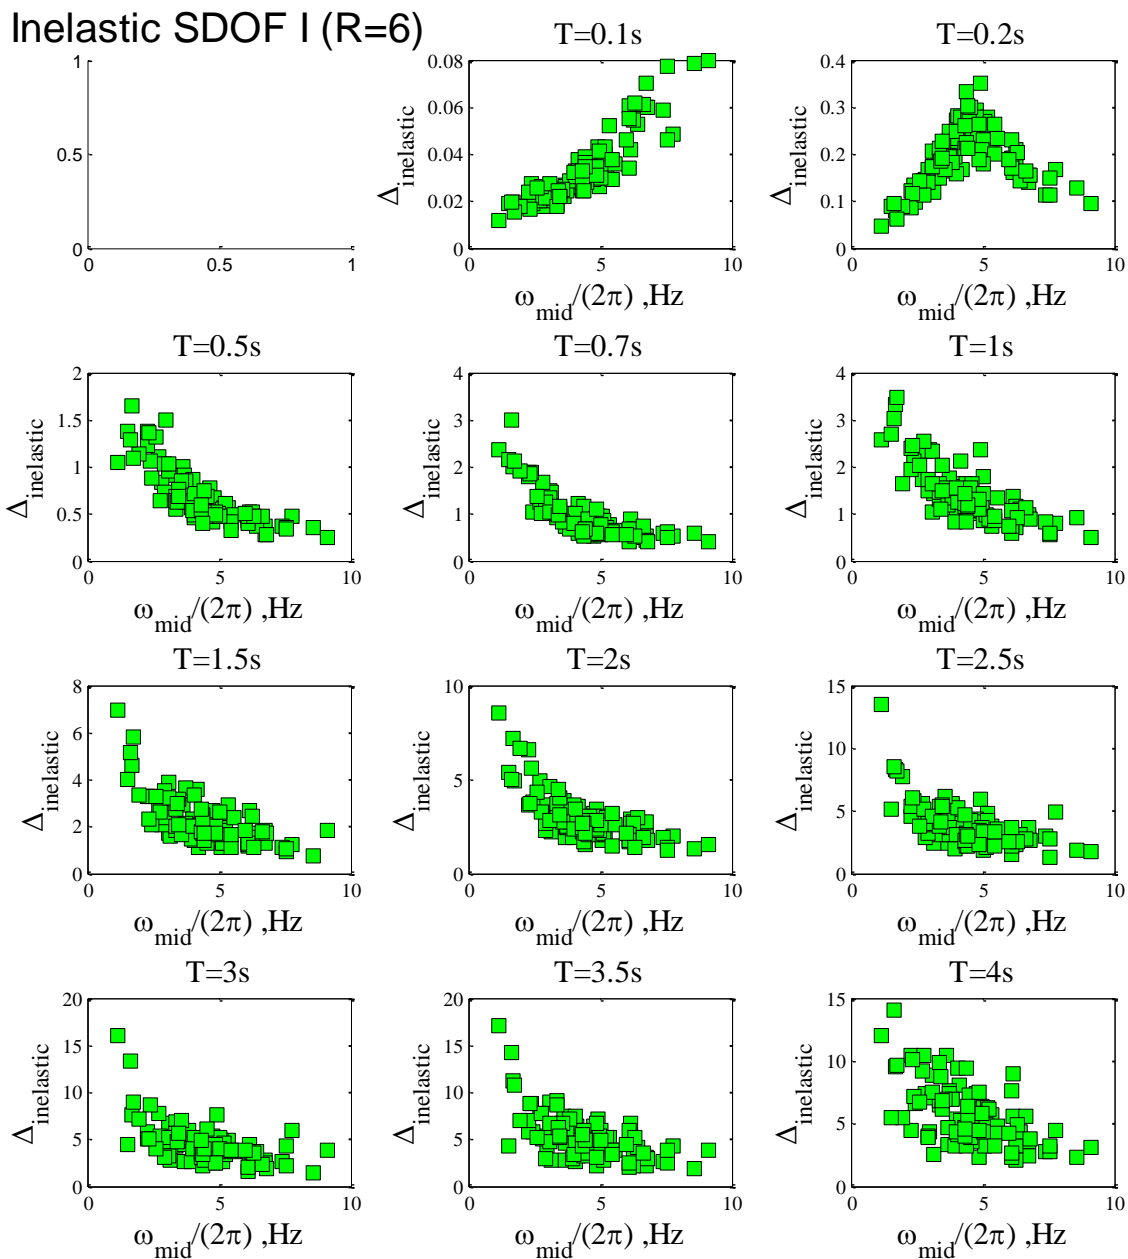 Inelastic SDOF I (R=6)
1
0.5
0
0
0.5
1
T=0.1s
0.08
0.06
0.04
0.02
0
Δinelastic
0
5
10
ωmid/(2π) ,Hz
T=0.2s
0.4
0.3
0.2
0.1
0
Δinelastic
0
5
10
ωmid/(2π) ,Hz
T=0.5s
2
1.5
1
0.5
0
Δinelastic
0
5
10
ωmid/(2π) ,Hz
T=0.7s
4
3
2
1
0
Δinelastic
0
5
10
ωmid/(2π) ,Hz
T=1s
4
3
2
1
0
Δinelastic
0
5
10
ωmid/(2π) ,Hz
T=1.5s
8
6
4
2
0
Δinelastic
0
5
10
ωmid/(2π) ,Hz
T=2s
10
5
0
Δinelastic
0
5
10
ωmid/(2π) ,Hz
T=2.5s
15
10
5
0
Δinelastic
0
5
10
ωmid/(2π) ,Hz
T=3s
20
15
10
5
0
Δinelastic
0
5
10
ωmid/(2π) ,Hz
T=3.5s
20
15
10
5
0
Δinelastic
0
5
10
ωmid/(2π) ,Hz
T=4s
15
10
5
0
Δinelastic
0
5
10
ωmid/(2π) ,Hz